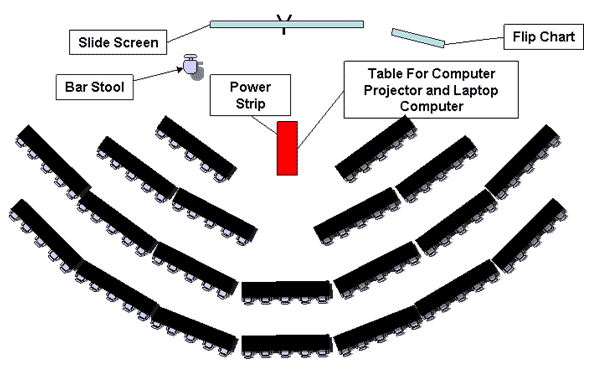 Slide Screen
Flip Chart
Bar Stool
Power
Strip
Table For Computer
Projector and Laptop
Computer